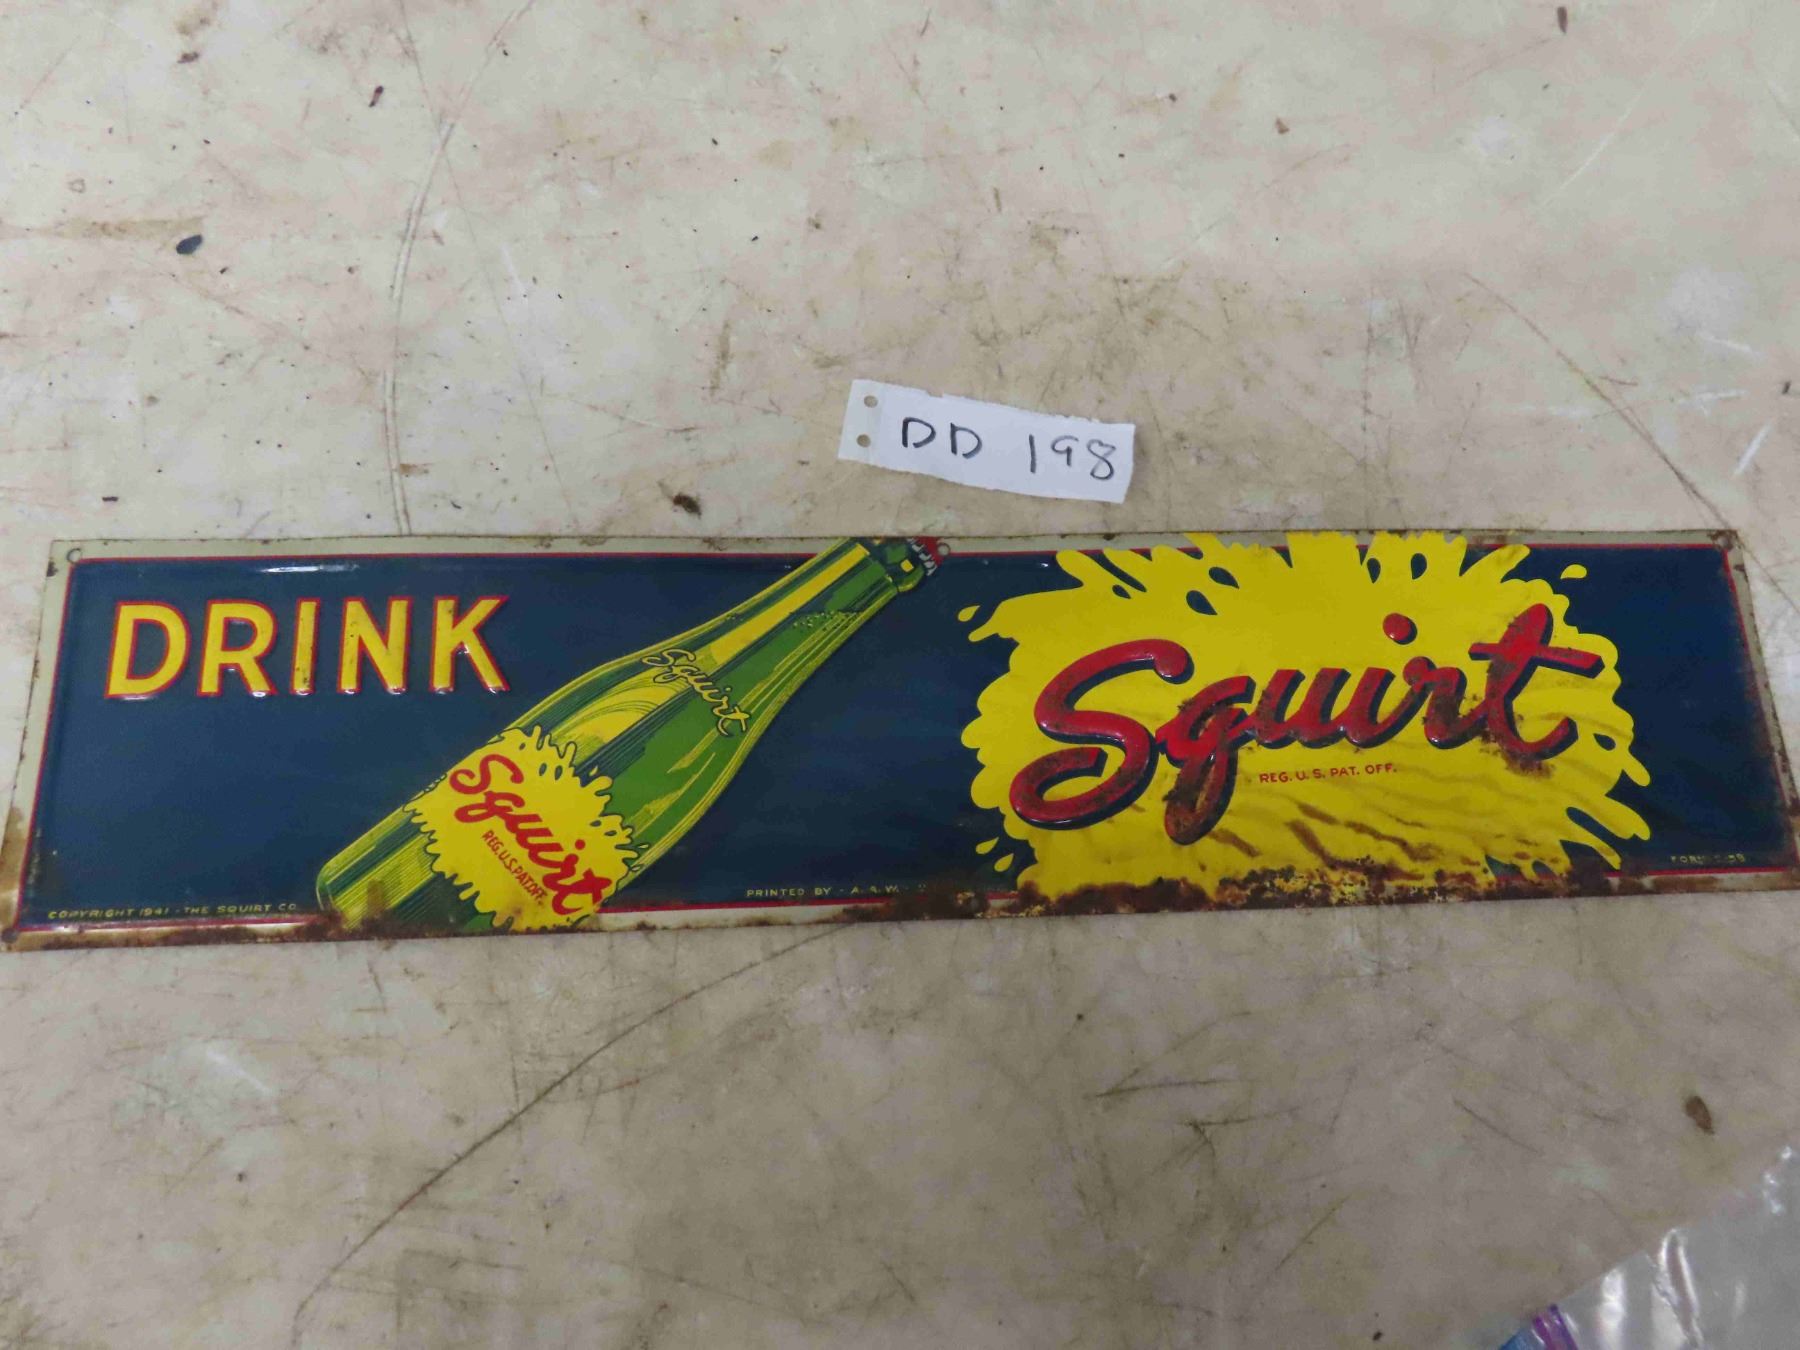 DD 198
DRINK
Squirt
Squirt
REG.U.S.PAT.OFF.
Squirt
REG. U. S. PAT. OFF.
COPYRIGHT 1941 - THE SQUIRT CO.
PRINTED BY - A. & W.
FORM